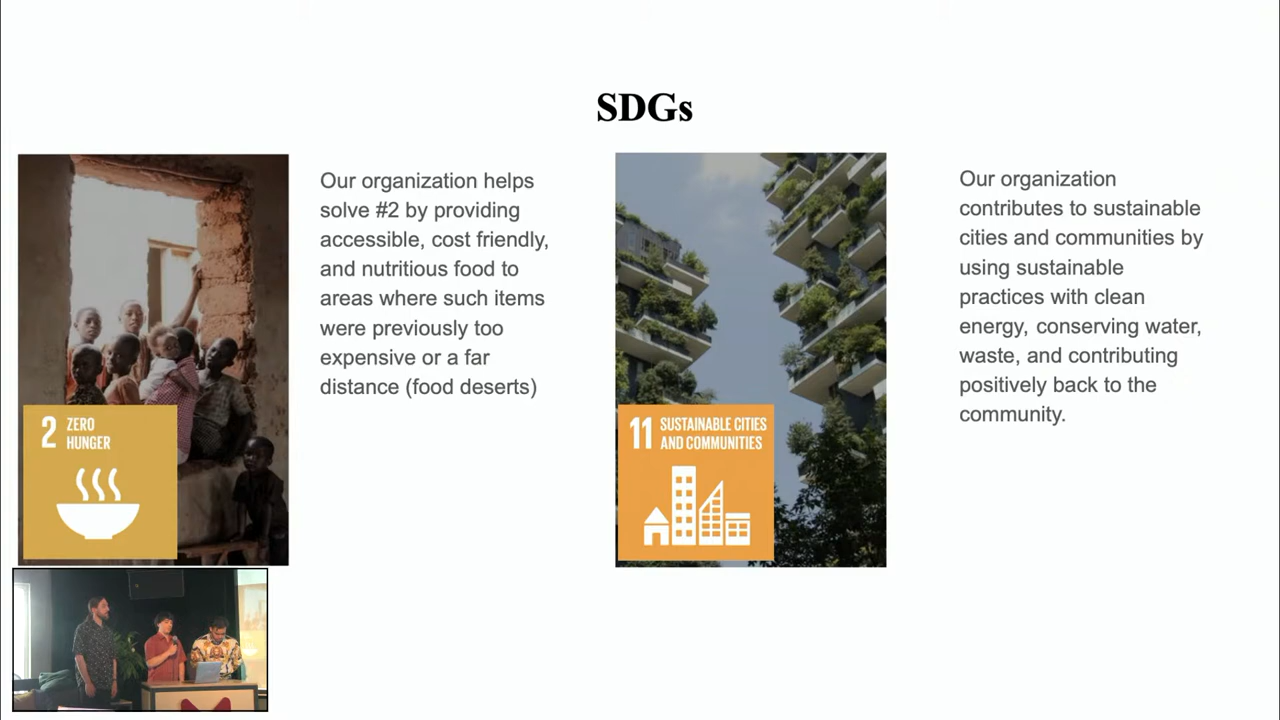 SDGs
Our organization helps
solve #2 by providing
accessible, cost friendly,
and nutritious food to
areas where such items
were previously too
expensive or a far
distance (food deserts)
2 ZERO
HUNGER
11 SUSTAINABLE CITIES
AND COMMUNITIES
Our organization
contributes to sustainable
cities and communities by
using sustainable
practices with clean
energy, conserving water,
waste, and contributing
positively back to the
community.